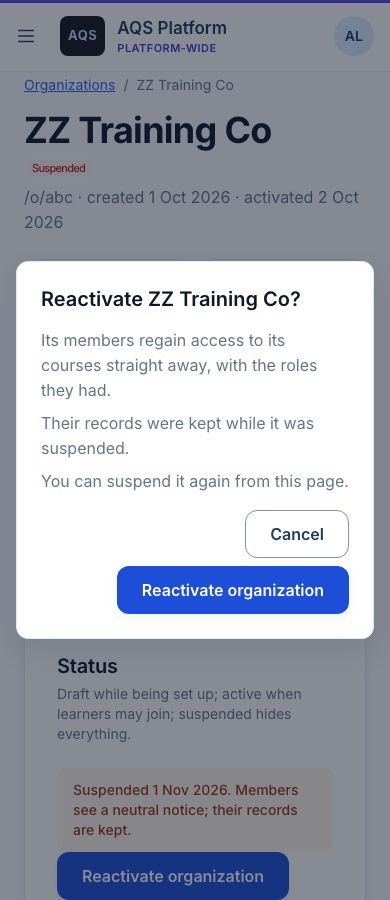 AQS
AQS Platform
PLATFORM-WIDE
AL
Organizations / ZZ Training Co
ZZ Training Co
Suspended
/o/abc · created 1 Oct 2026 · activated 2 Oct
2026
Reactivate ZZ Training Co?
Its members regain access to its
courses straight away, with the roles
they had.
Their records were kept while it was
suspended.
You can suspend it again from this page.
Cancel
Reactivate organization
Status
Draft while being set up; active when
learners may join; suspended hides
everything.
Suspended 1 Nov 2026. Members
see a neutral notice; their records
are kept.
Reactivate organization